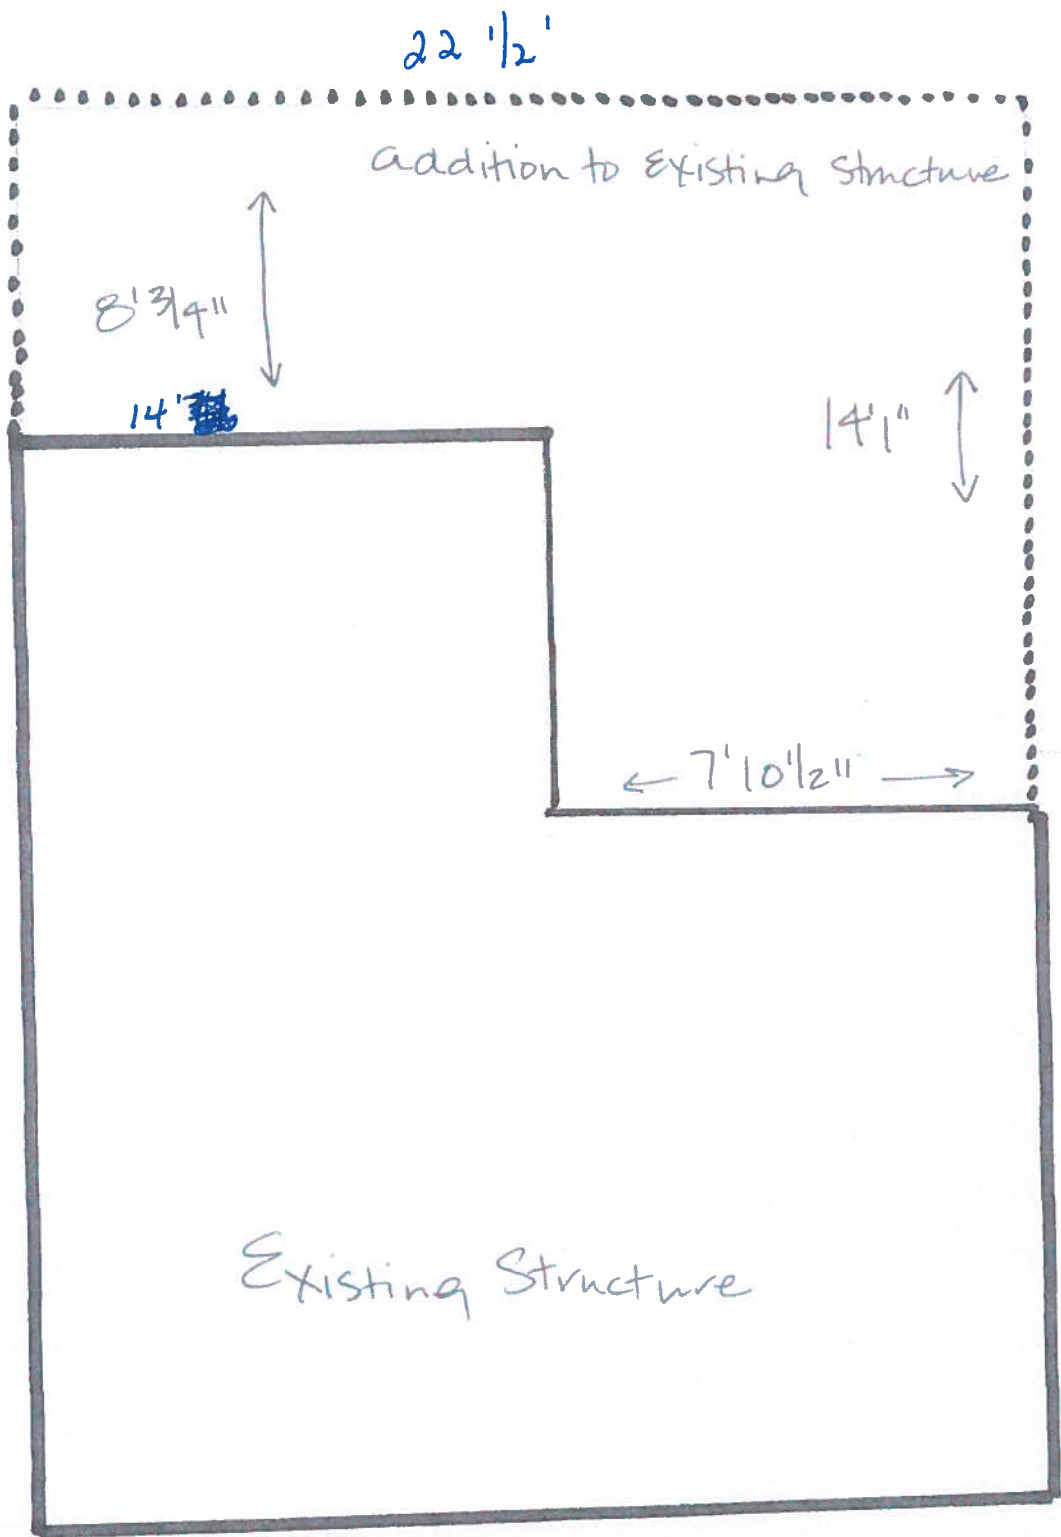 22 1/2'
addition to Existing Structure
8' 3/4"
14'
14'1"
7'10 1/2"
Existing Structure